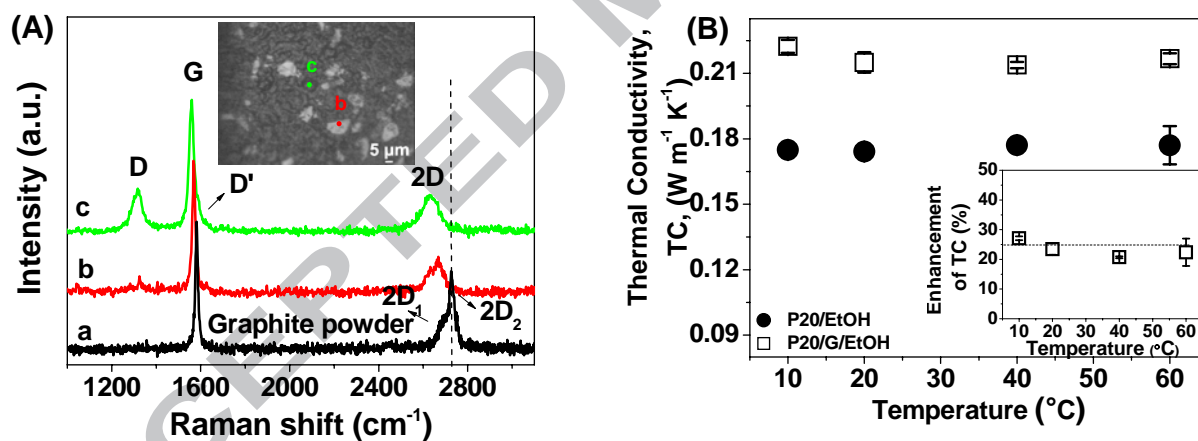 (A)
Intensity (a.u.)
G
D
D'
2D
c
b
5 μm
c
b
a
Graphite powder
2D1
2D2
1200 1600 2000 2400 2800
Raman shift (cm-1)
CEPTED M
(B)
Thermal Conductivity,
TC, (W m-1 K-1)
0.21
0.18
0.15
0.12
0.09
P20/EtOH
P20/G/EtOH
10 20 30 40 50 60
Temperature (°C)
Enhancement
of TC (%)
50
40
30
20
10
0
10 20 30 40 50 60
Temperature (°C)